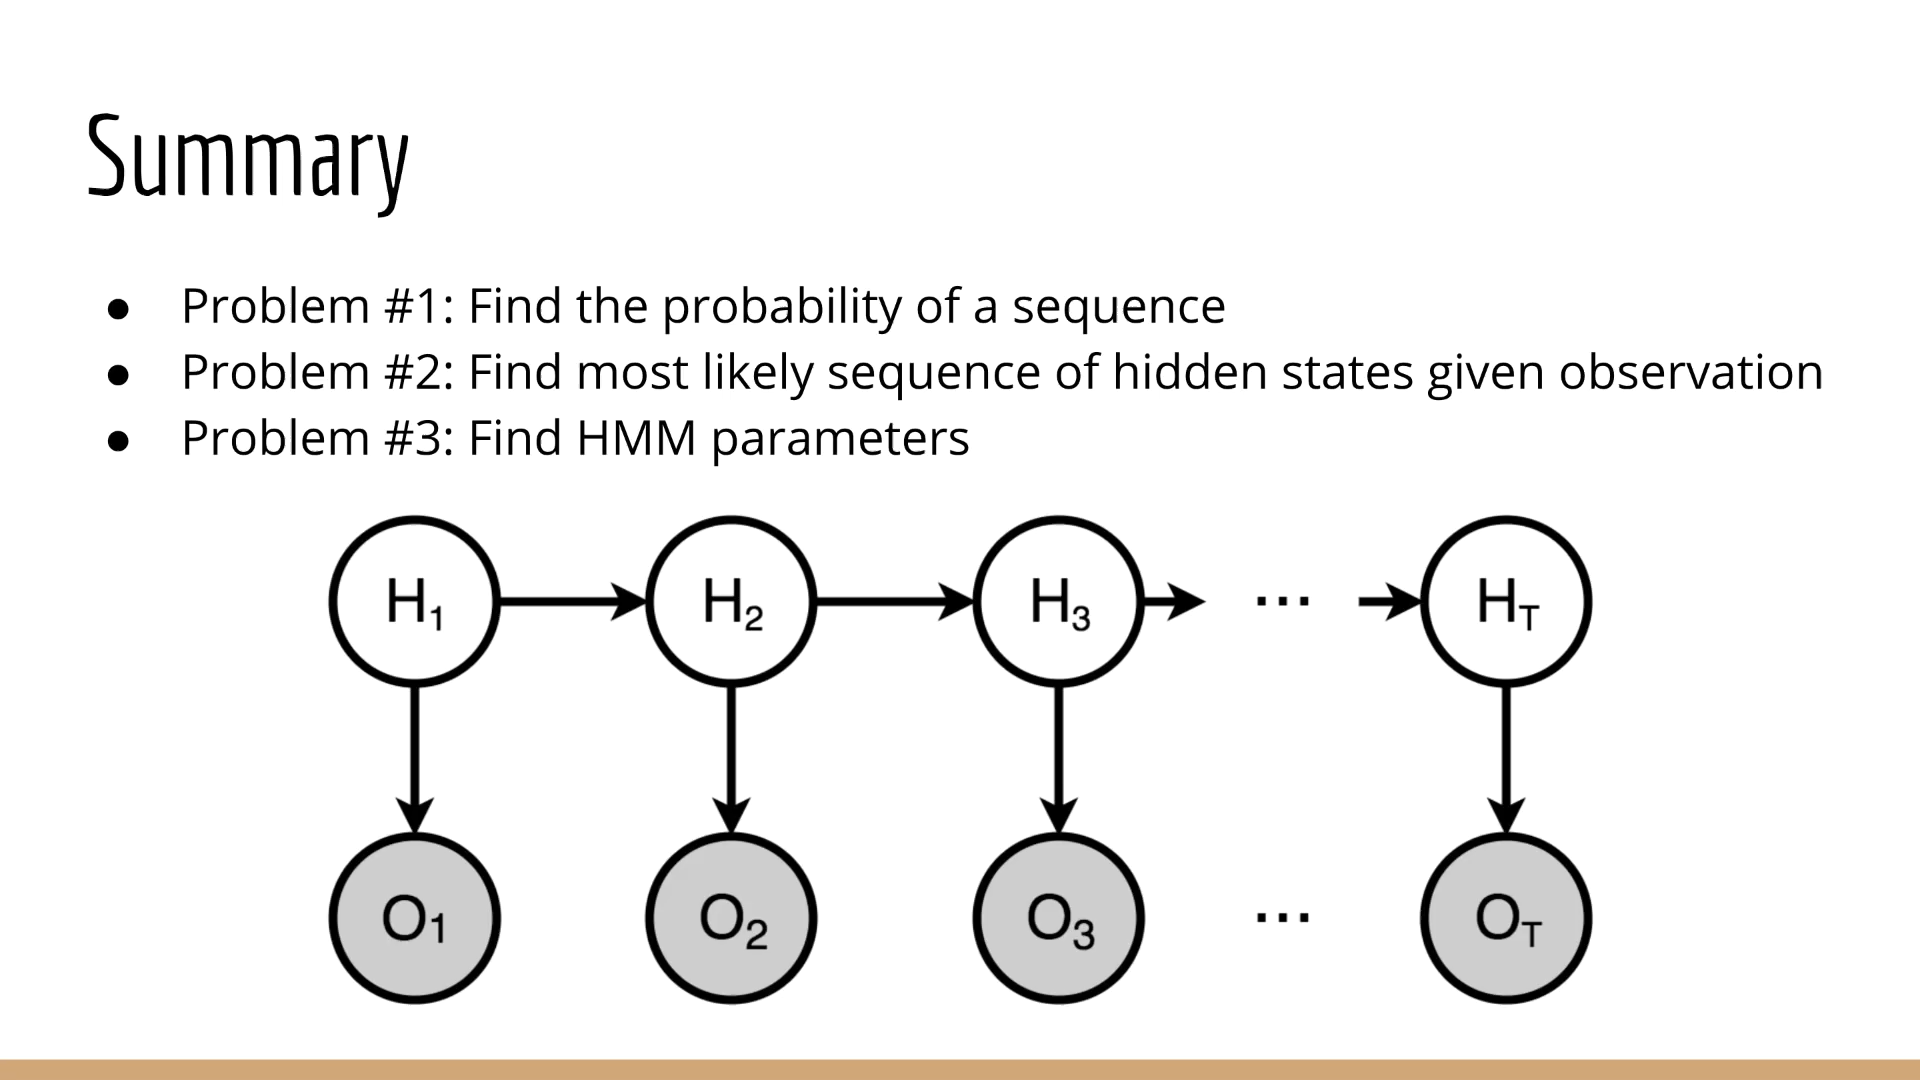 Summary
● Problem #1: Find the probability of a sequence
● Problem #2: Find most likely sequence of hidden states given observation
● Problem #3: Find HMM parameters
H₁ H₂ H₃ ... H_T
O₁ O₂ O₃ ... O_T